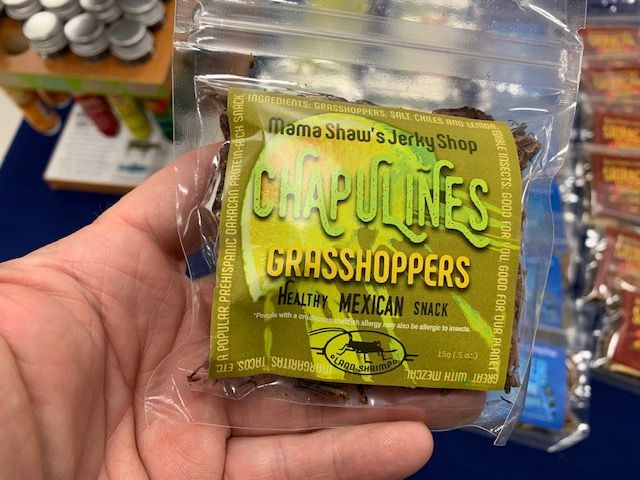 INGREDIENTS: GRASSHOPPERS, SALT, CHILES AND LEMON.
EDIBLE INSECTS: GOOD FOR YOU, GOOD FOR OUR PLANET
GREAT WITH MEZCAL, MARGARITAS, TACOS, ETC
A POPULAR, PREHISPANIC OAXACAN PROTEIN-RICH SNACK.
Mama Shaw's Jerky Shop
CHAPULINES
GRASSHOPPERS
HEALTHY MEXICAN SNACK
*People with a crustacean shellfish allergy may also be allergic to insects.
LAND SHRIMP
15g (.5 oz.)